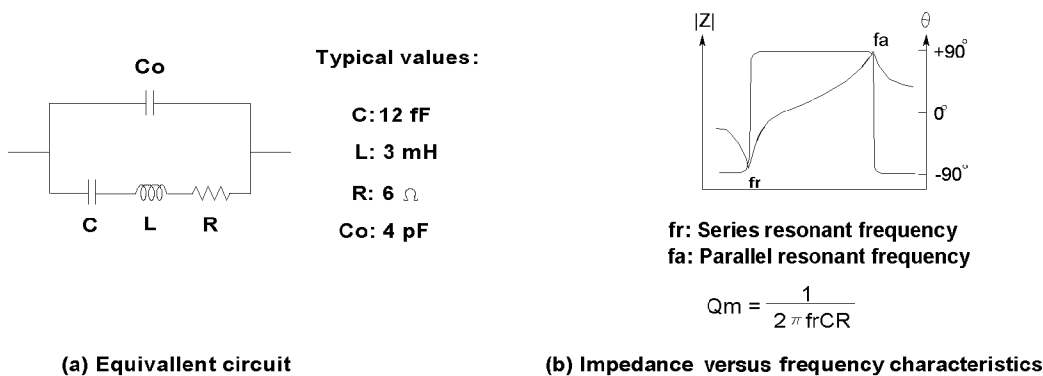 Co
C
L
R
Typical values:
C: 12 fF
L: 3 mH
R: 6 Ω
Co: 4 pF
(a) Equivallent circuit
|Z|
θ
fa
+90°
0°
-90°
fr
fr: Series resonant frequency
fa: Parallel resonant frequency
Qm = 1 / 2πfrCR
(b) Impedance versus frequency characteristics